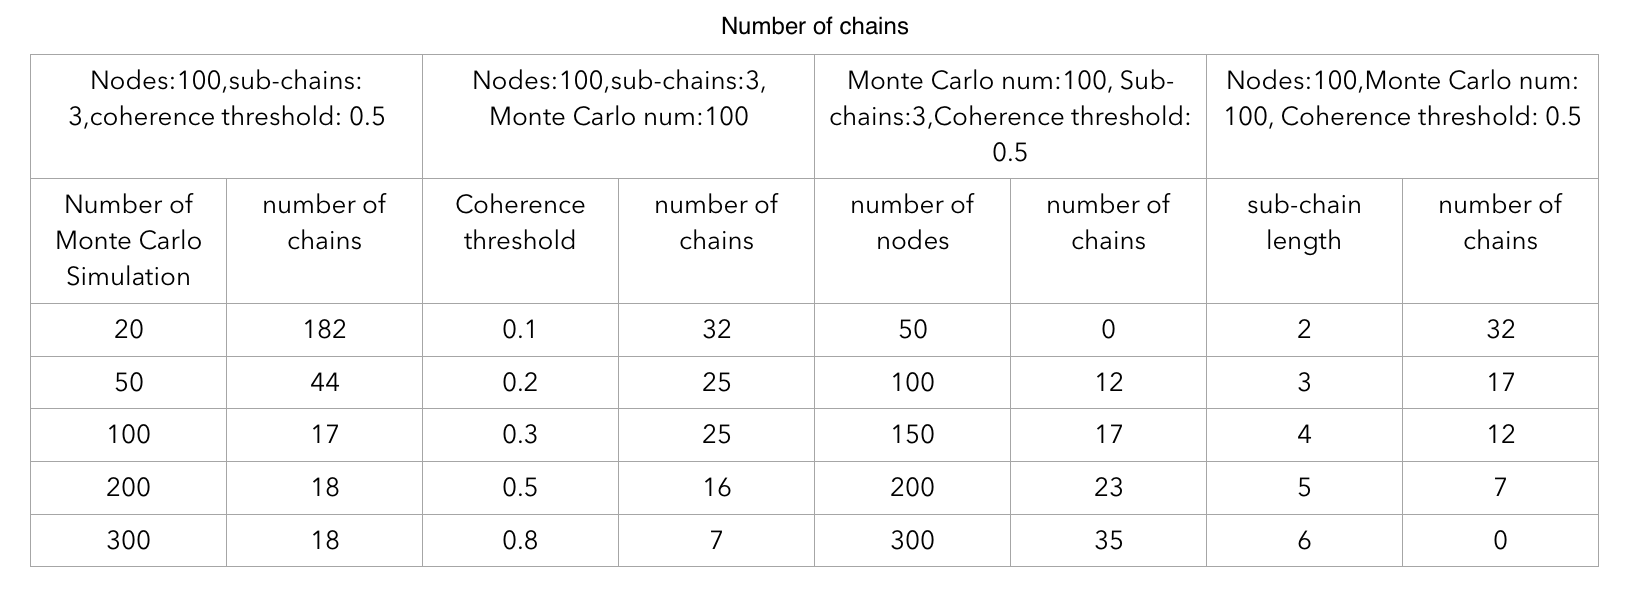 Number of chains
Nodes:100,sub-chains:
3,coherence threshold: 0.5
Nodes:100,sub-chains:3,
Monte Carlo num:100
Monte Carlo num:100, Sub-
chains:3,Coherence threshold:
0.5
Nodes:100,Monte Carlo num:
100, Coherence threshold: 0.5
Number of
Monte Carlo
Simulation
number of
chains
Coherence
threshold
number of
chains
number of
nodes
number of
chains
sub-chain
length
number of
chains
20 182 0.1 32 50 0 2 32
50 44 0.2 25 100 12 3 17
100 17 0.3 25 150 17 4 12
200 18 0.5 16 200 23 5 7
300 18 0.8 7 300 35 6 0